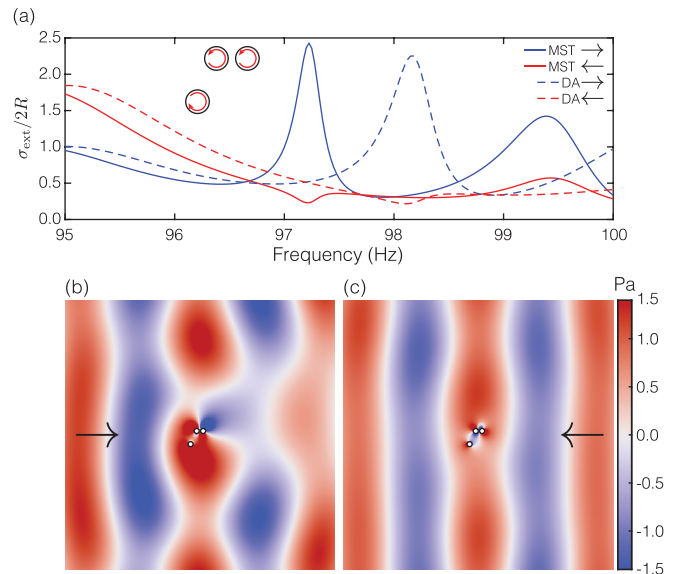 (a)
2.5
2.0
1.5
1.0
0.5
0.0
σext/2R
MST →
MST ←
DA →
DA ←
95 96 97 98 99 100
Frequency (Hz)
(b)
(c)
Pa
1.5
1.0
0.5
0.0
-0.5
-1.0
-1.5